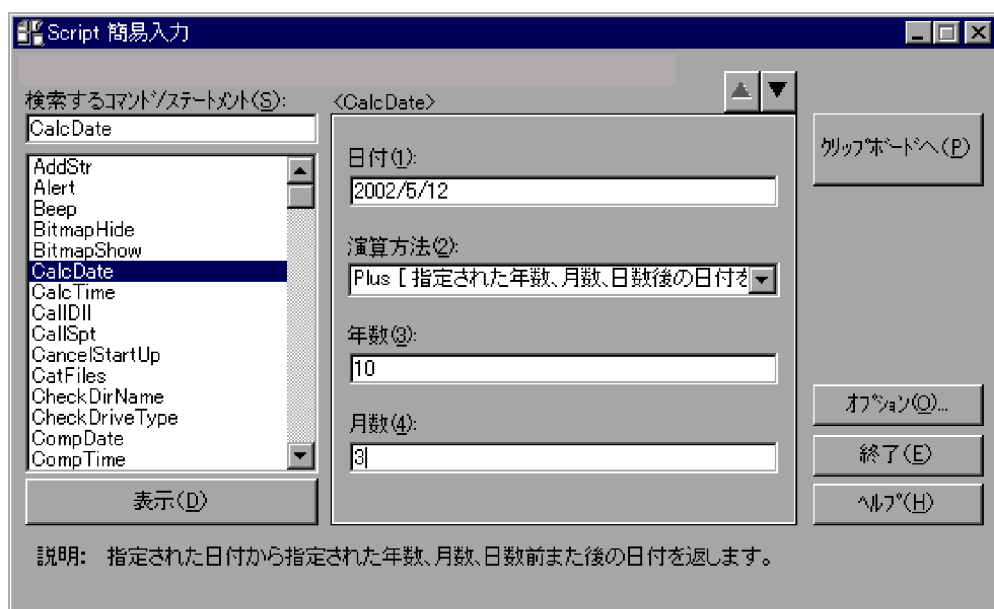 Script 簡易入力
検索するコマンド/ステートメント(S):
CalcDate
AddStr
Alert
Beep
BitmapHide
BitmapShow
CalcDate
CalcTime
CallDll
CallSpt
CancelStartUp
CatFiles
CheckDirName
CheckDriveType
CompDate
CompTime
表示(D)
<CalcDate>
日付(1):
2002/5/12
演算方法(2):
Plus [ 指定された年数、月数、日数後の日付を
年数(3):
10
月数(4):
3
クリップボードへ(P)
オプション(O)...
終了(E)
ヘルプ(H)
説明: 指定された日付から指定された年数、月数、日数前また後の日付を返します。